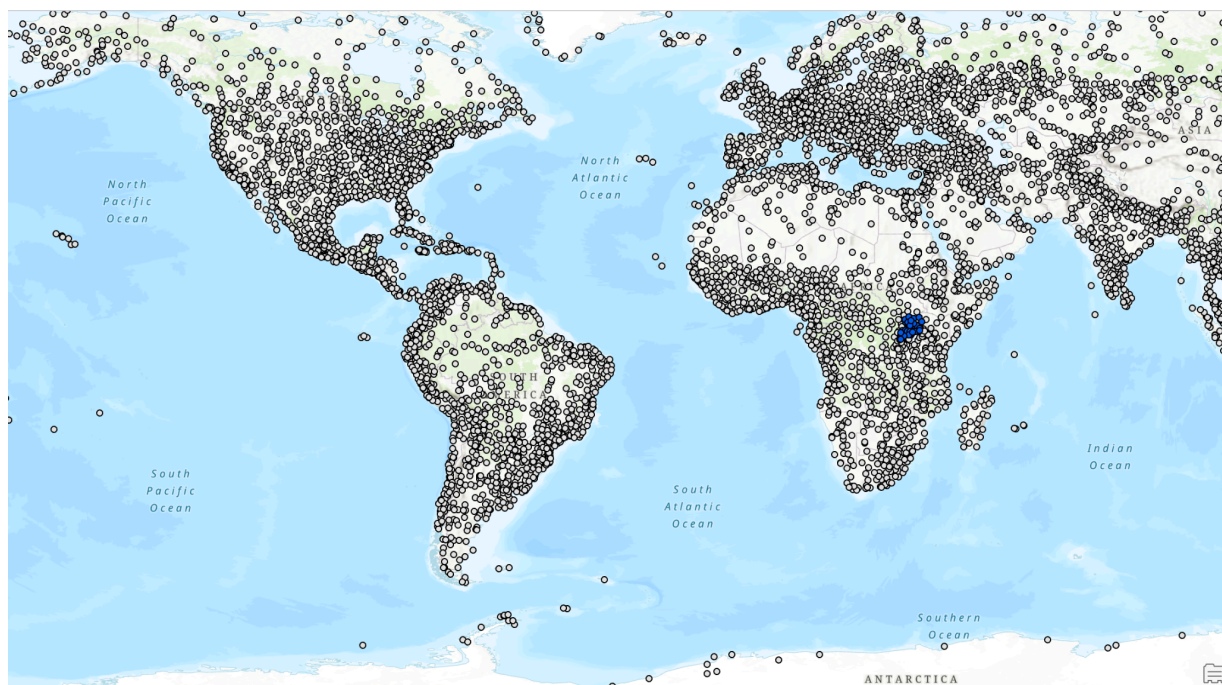 ASIA
North
Pacific
Ocean
North
Atlantic
Ocean
SOUTH
AMERICA
South
Pacific
Ocean
South
Atlantic
Ocean
Indian
Ocean
Southern
Ocean
ANTARCTICA